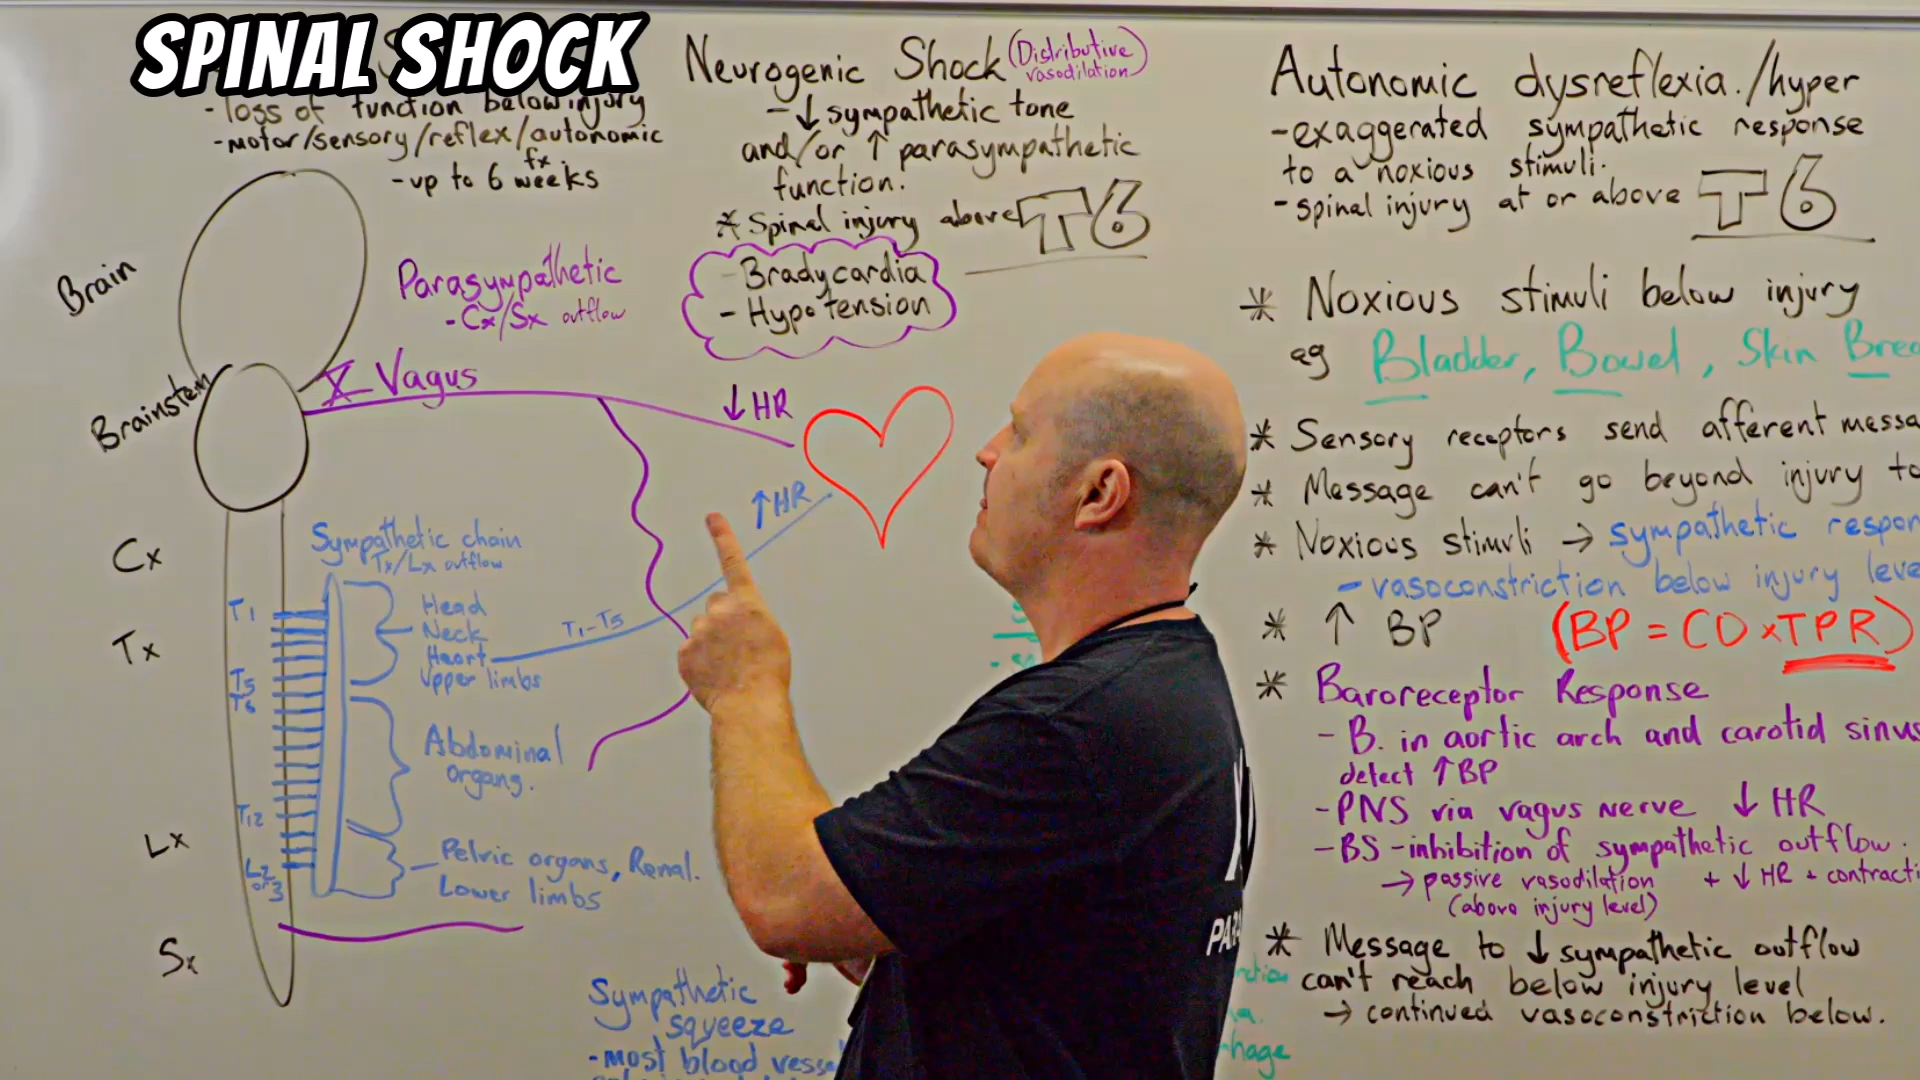 SPINAL SHOCK
- loss of function below injury
- motor/sensory/reflex/autonomic
fx.
- up to 6 weeks
Neurogenic Shock (Distributive
vasodilation)
- ↓ sympathetic tone
and/or ↑ parasympathetic
function.
* Spinal injury above T6
- Bradycardia
- Hypotension
Autonomic dysreflexia./hyper
- exaggerated sympathetic response
to a noxious stimuli.
- spinal injury at or above T6
* Noxious stimuli below injury
eg Bladder, Bowel, Skin
* Sensory receptors send afferent
* Message can't go beyond injury
* Noxious stimuli → sympathetic
- vasoconstriction below injury
* ↑ BP (BP = CO x TPR)
* Baroreceptor Response
- B. in aortic arch and carotid
detect ↑BP
- PNS via vagus nerve ↓ HR
- BS - inhibition of sympathetic outflow.
→ passive vasodilation + ↓ HR +
(above injury level)
* Message to ↓ sympathetic outflow
can't reach below injury level
→ continued vasoconstriction below.
Brain
Brainstem
Parasympathetic
- Cx/Sx outflow
X-Vagus
↓ HR
↑ HR
Cx
Tx
Lx
Sx
T1
T5
T6
T12
L2
or 3
Sympathetic chain
Tx/Lx outflow
Head
Neck
Heart
Upper limbs
T1-T5
Abdominal
organs.
Pelvic organs, Renal.
Lower limbs
Sympathetic
squeeze
- most blood